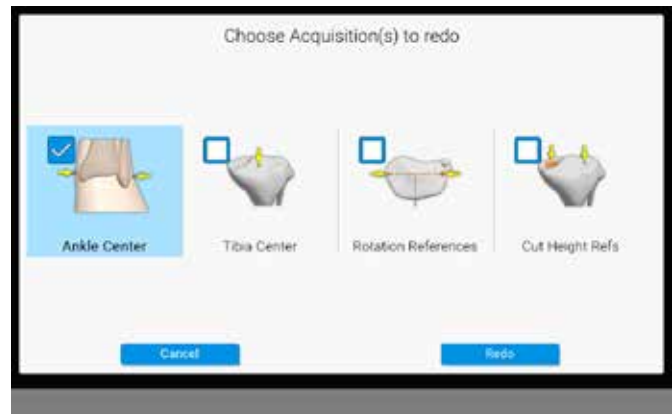 Choose Acquisition(s) to redo
Ankle Center
Tibia Center
Rotation References
Cut Height Refs
Cancel
Redo